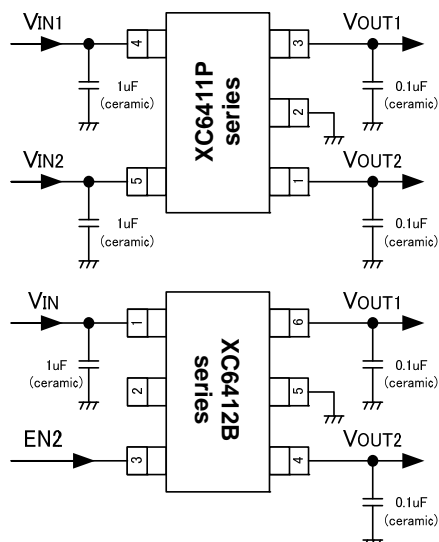 VIN1
VOUT1
4
3
1uF
(ceramic)
0.1uF
(ceramic)
XC6411P
series
2
VIN2
VOUT2
5
1
1uF
(ceramic)
0.1uF
(ceramic)
VIN
VOUT1
1
6
1uF
(ceramic)
0.1uF
(ceramic)
XC6412B
series
2
5
EN2
VOUT2
3
4
0.1uF
(ceramic)